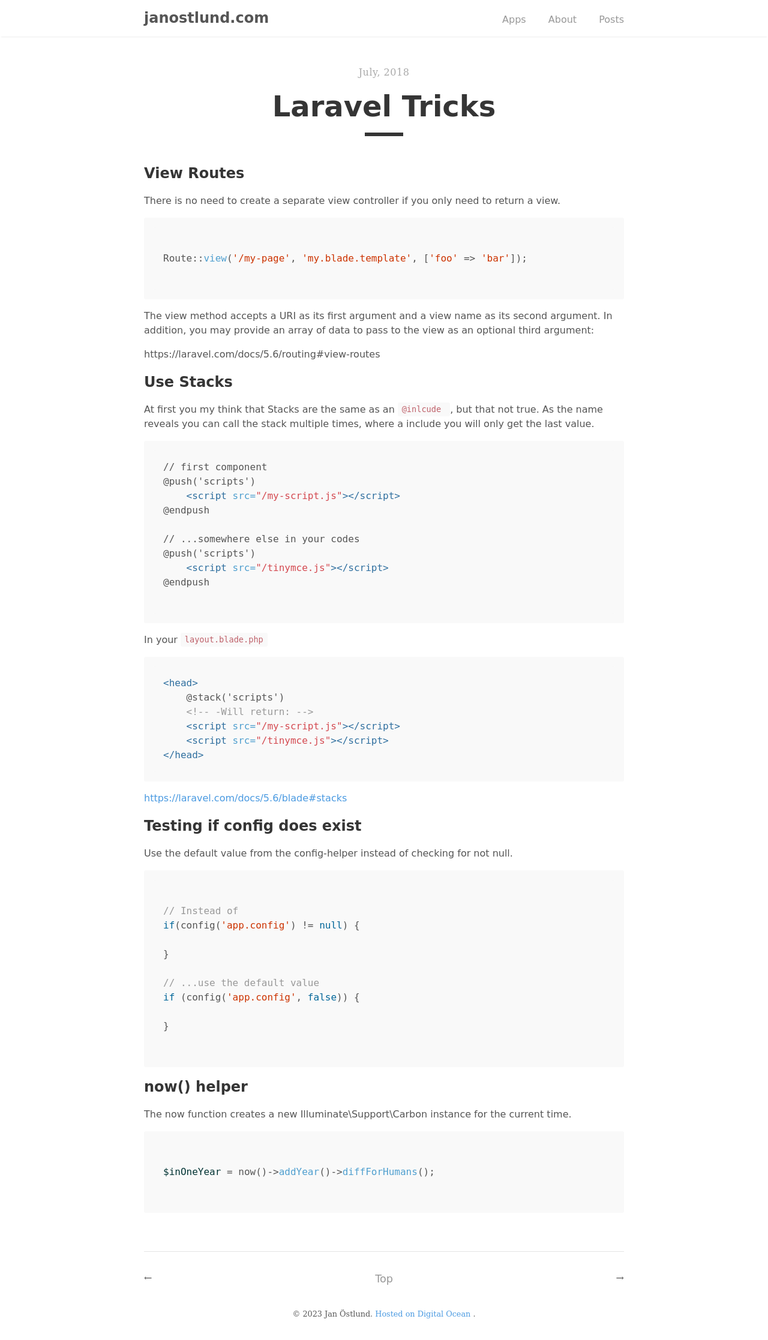 janostlund.com
Apps About Posts
July, 2018
Laravel Tricks
View Routes
There is no need to create a separate view controller if you only need to return a view.
Route::view('/my-page', 'my.blade.template', ['foo' => 'bar']);
The view method accepts a URI as its first argument and a view name as its second argument. In
addition, you may provide an array of data to pass to the view as an optional third argument:
https://laravel.com/docs/5.6/routing#view-routes
Use Stacks
At first you my think that Stacks are the same as an @inlcude , but that not true. As the name
reveals you can call the stack multiple times, where a include you will only get the last value.
// first component
@push('scripts')
    <script src="/my-script.js"></script>
@endpush
// ...somewhere else in your codes
@push('scripts')
    <script src="/tinymce.js"></script>
@endpush
In your layout.blade.php
<head>
    @stack('scripts')
    <!-- -Will return: -->
    <script src="/my-script.js"></script>
    <script src="/tinymce.js"></script>
</head>
https://laravel.com/docs/5.6/blade#stacks
Testing if config does exist
Use the default value from the config-helper instead of checking for not null.
// Instead of
if(config('app.config') != null) {
}
// ...use the default value
if (config('app.config', false)) {
}
now() helper
The now function creates a new Illuminate\Support\Carbon instance for the current time.
$inOneYear = now()->addYear()->diffForHumans();
← Top →
© 2023 Jan Östlund. Hosted on Digital Ocean .